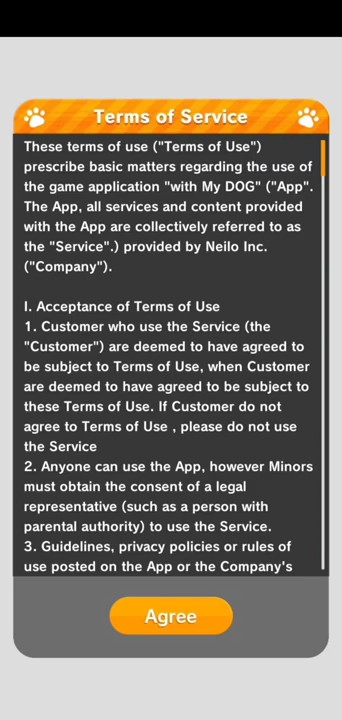 Terms of Service
These terms of use ("Terms of Use")
prescribe basic matters regarding the use of
the game application "with My DOG" ("App".
The App, all services and content provided
with the App are collectively referred to as
the "Service".) provided by Neilo Inc.
("Company").
I. Acceptance of Terms of Use
1. Customer who use the Service (the
"Customer") are deemed to have agreed to
be subject to Terms of Use, when Customer
are deemed to have agreed to be subject to
these Terms of Use. If Customer do not
agree to Terms of Use , please do not use
the Service
2. Anyone can use the App, however Minors
must obtain the consent of a legal
representative (such as a person with
parental authority) to use the Service.
3. Guidelines, privacy policies or rules of
use posted on the App or the Company's
Agree